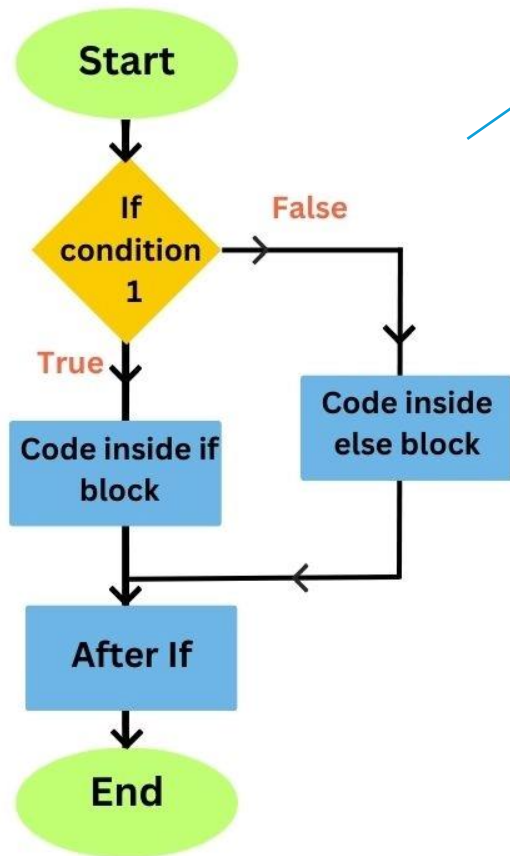 Start
If
condition
1
False
True
Code inside if
block
Code inside
else block
After If
End